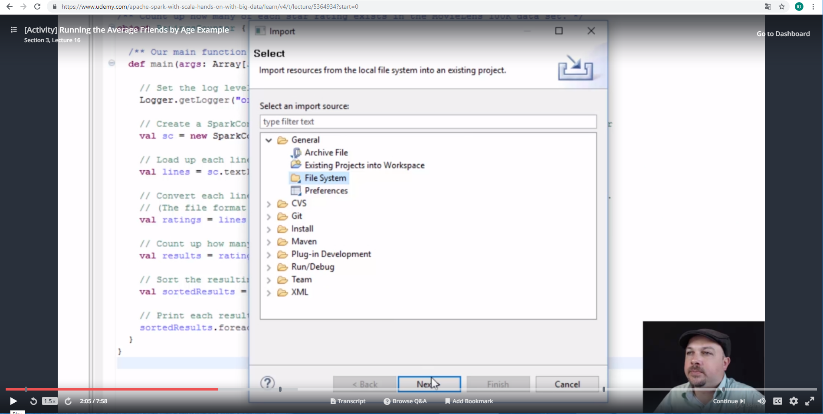 https://www.udemy.com/apache-spark-with-scala-hands-on-with-big-data/learn/v4/t/lecture/5364934?start=0
[Activity] Running the Average Friends by Age Example
Section 3, Lecture 16
Go to Dashboard
/** Our main function
def main(args: Array[
// Set the log leve
Logger.getLogger("o
// Create a SparkCo
val sc = new SparkCo
// Load up each line
val lines = sc.text
// Convert each line
// (The file format
val ratings = lines
// Count up how many
val results = rating
// Sort the resultin
val sortedResults =
// Print each result
sortedResults.foreac
}
}
Import
Select
Import resources from the local file system into an existing project.
Select an import source:
type filter text
General
Archive File
Existing Projects into Workspace
File System
Preferences
CVS
Git
Install
Maven
Plug-in Development
Run/Debug
Team
XML
< Back
Next
Finish
Cancel
1.5x
2:05 / 7:58
Transcript
Browse Q&A
Add Bookmark
Continue